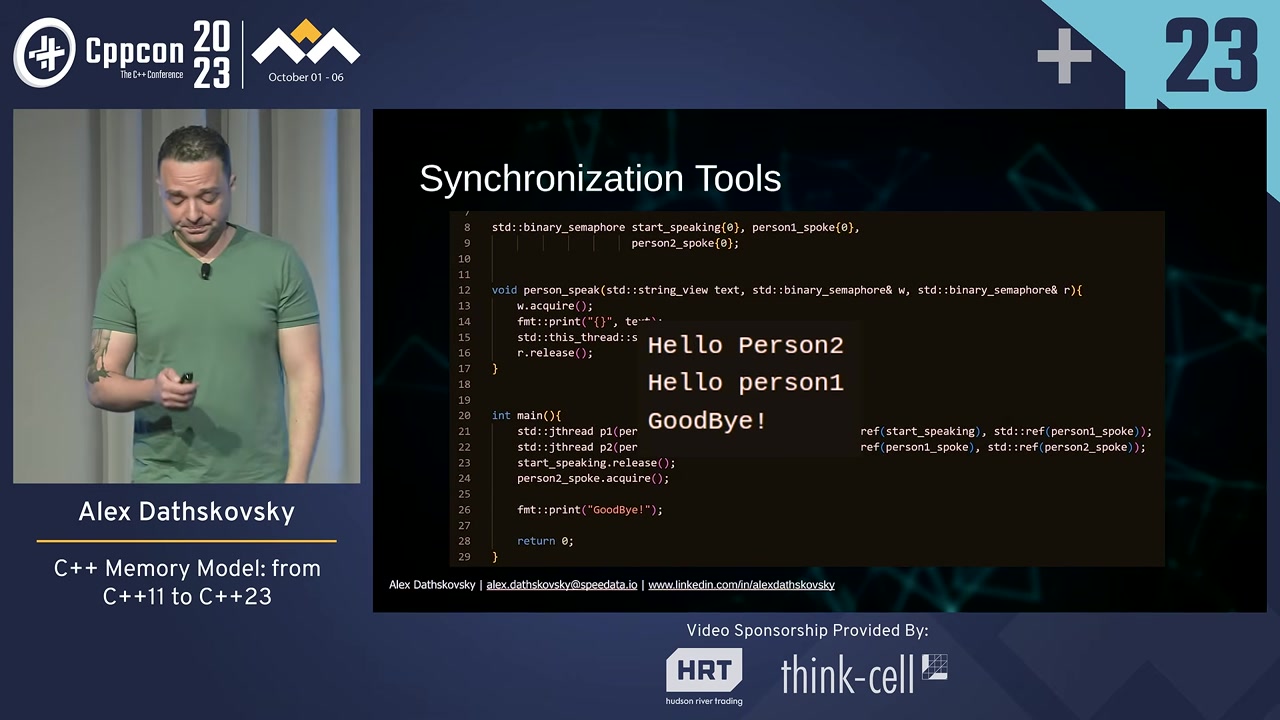 Cppcon
The C++ Conference
20
23
October 01 - 06
23
Synchronization Tools
7
8 std::binary_semaphore start_speaking{0}, person1_spoke{0},
9 person2_spoke{0};
10
11
12 void person_speak(std::string_view text, std::binary_semaphore& w, std::binary_semaphore& r){
13 w.acquire();
14 fmt::print("{}", text);
15 std::this_thread::s
16 r.release();
17 }
18
19
20 int main(){
21 std::jthread p1(per ref(start_speaking), std::ref(person1_spoke));
22 std::jthread p2(per ref(person1_spoke), std::ref(person2_spoke));
23 start_speaking.release();
24 person2_spoke.acquire();
25
26 fmt::print("GoodBye!");
27
28 return 0;
29 }
Hello Person2
Hello person1
GoodBye!
Alex Dathskovsky | alex.dathskovsky@speedata.io | www.linkedin.com/in/alexdathskovsky
Alex Dathskovsky
C++ Memory Model: from
C++11 to C++23
Video Sponsorship Provided By:
HRT
hudson river trading
think-cell